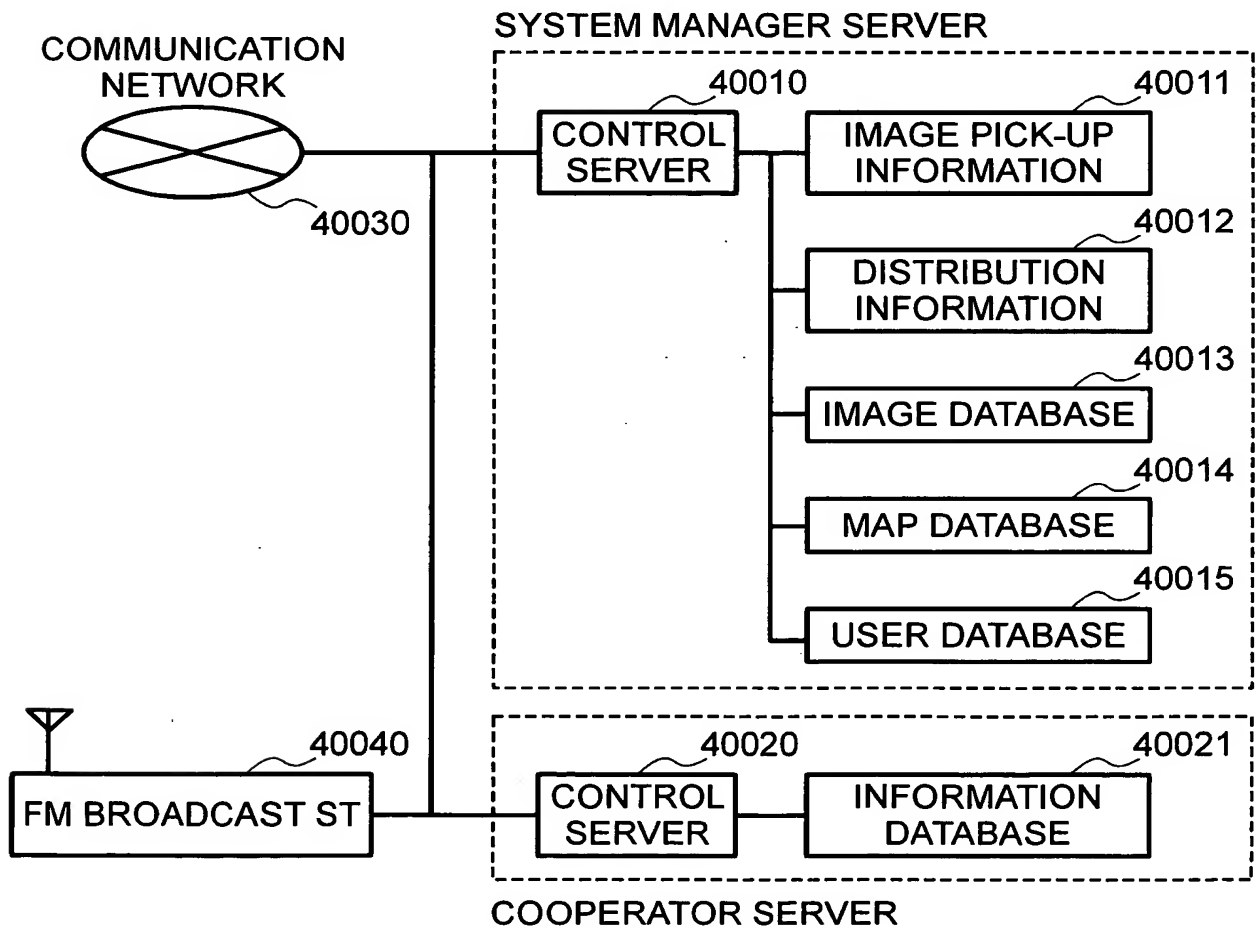 SYSTEM MANAGER SERVER
COMMUNICATION
NETWORK
40010
40011
CONTROL
SERVER
IMAGE PICK-UP
INFORMATION
40030
40012
DISTRIBUTION
INFORMATION
40013
IMAGE DATABASE
40014
MAP DATABASE
40015
USER DATABASE
40040
40020
40021
FM BROADCAST ST
CONTROL
SERVER
INFORMATION
DATABASE
COOPERATOR SERVER